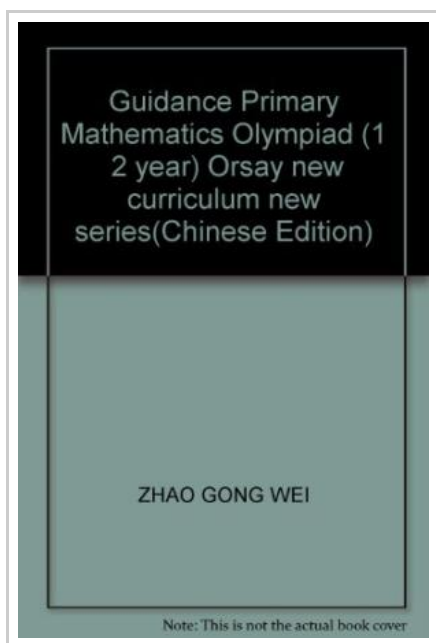 Guidance Primary
Mathematics Olympiad (1
2 year) Orsay new
curriculum new
series(Chinese Edition)
ZHAO GONG WEI
Note: This is not the actual book cover